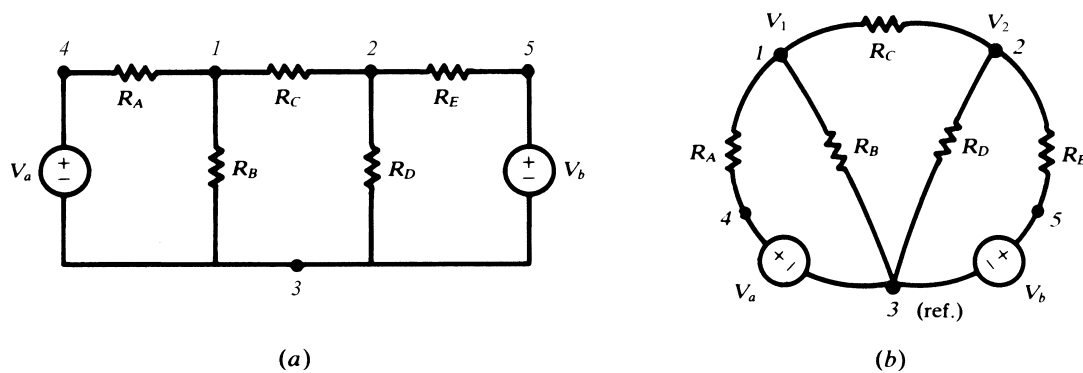 4 1 2 5
R_A R_C R_E
V_a + − R_B R_D + − V_b
3
(a)
V_1 V_2
1 R_C 2
R_A R_B R_D R_E
4 5
+ − − +
V_a 3 (ref.) V_b
(b)